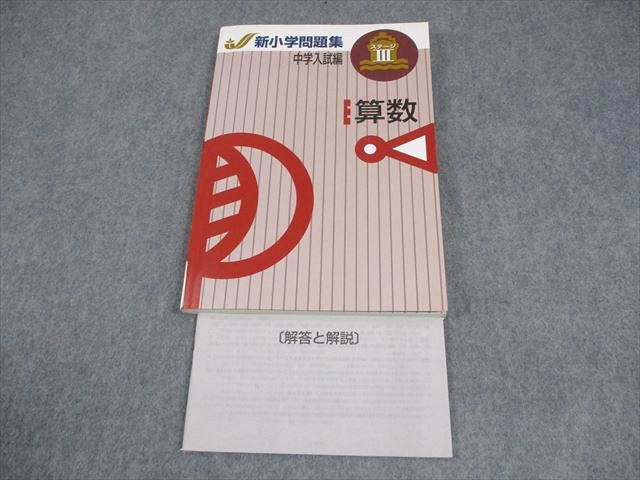 新小学問題集
中学入試編
ステージ
III
算数
〔解答と解説〕